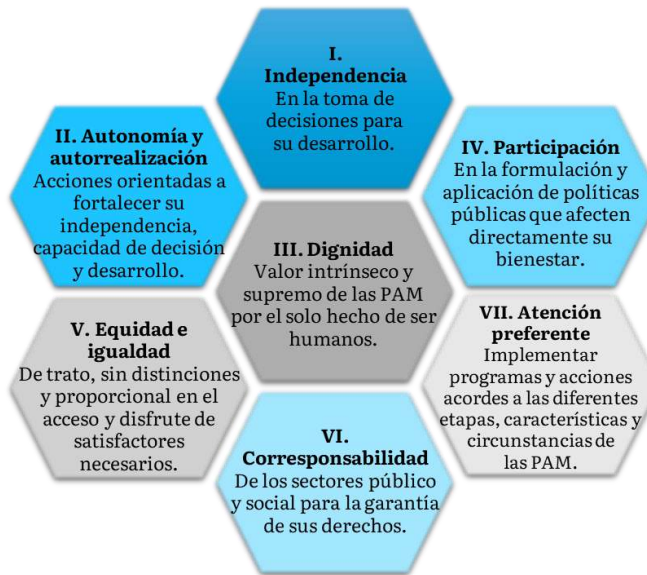 I.
Independencia
En la toma de
decisiones para
su desarrollo.
II. Autonomía y
autorrealización
Acciones orientadas a
fortalecer su
independencia,
capacidad de decisión
y desarrollo.
III. Dignidad
Valor intrínseco y
supremo de las PAM
por el solo hecho de ser
humanos.
IV. Participación
En la formulación y
aplicación de políticas
públicas que afecten
directamente su
bienestar.
V. Equidad e
igualdad
De trato, sin distinciones
y proporcional en el
acceso y disfrute de
satisfactores
necesarios.
VI.
Corresponsabilidad
De los sectores público
y social para la garantía
de sus derechos.
VII. Atención
preferente
Implementar
programas y acciones
acordes a las diferentes
etapas, características y
circunstancias de
las PAM.